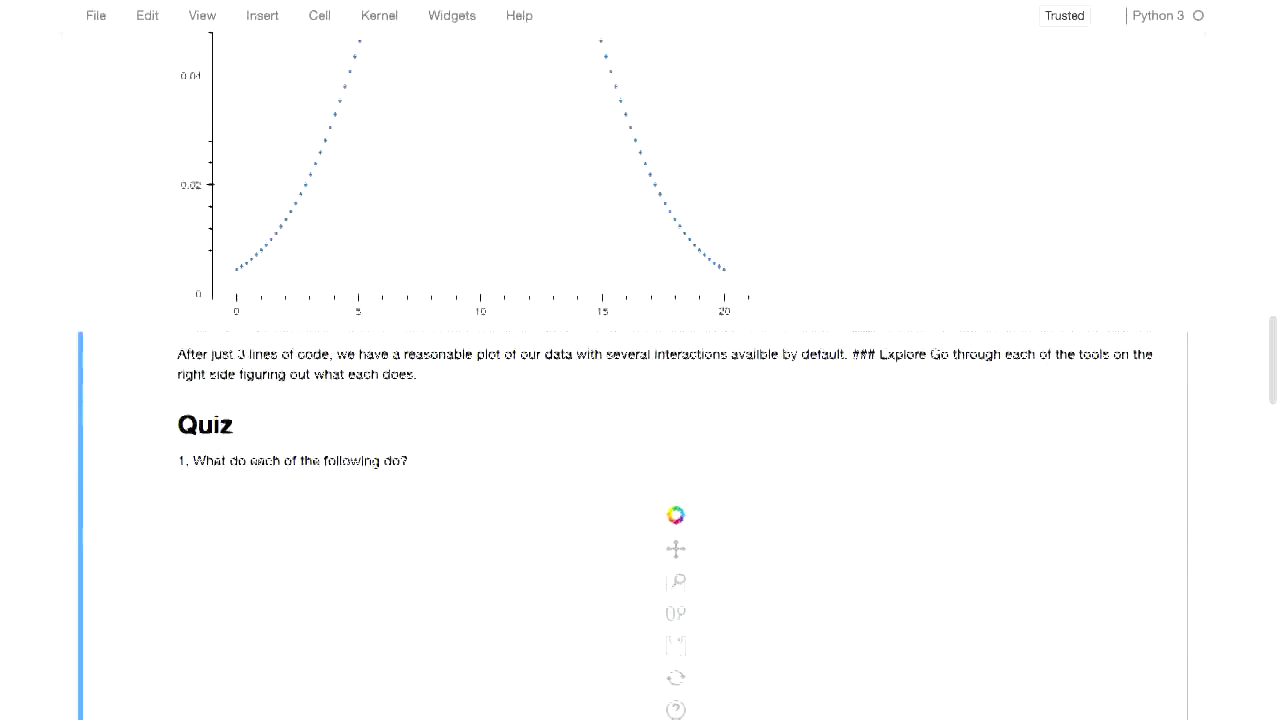 File Edit View Insert Cell Kernel Widgets Help Trusted Python 3
0.04
0.02
0
0 5 10 15 20
After just 3 lines of code, we have a reasonable plot of our data with several interactions availble by default. ### Explore Go through each of the tools on the
right side figuring out what each does.
Quiz
1. What do each of the following do?